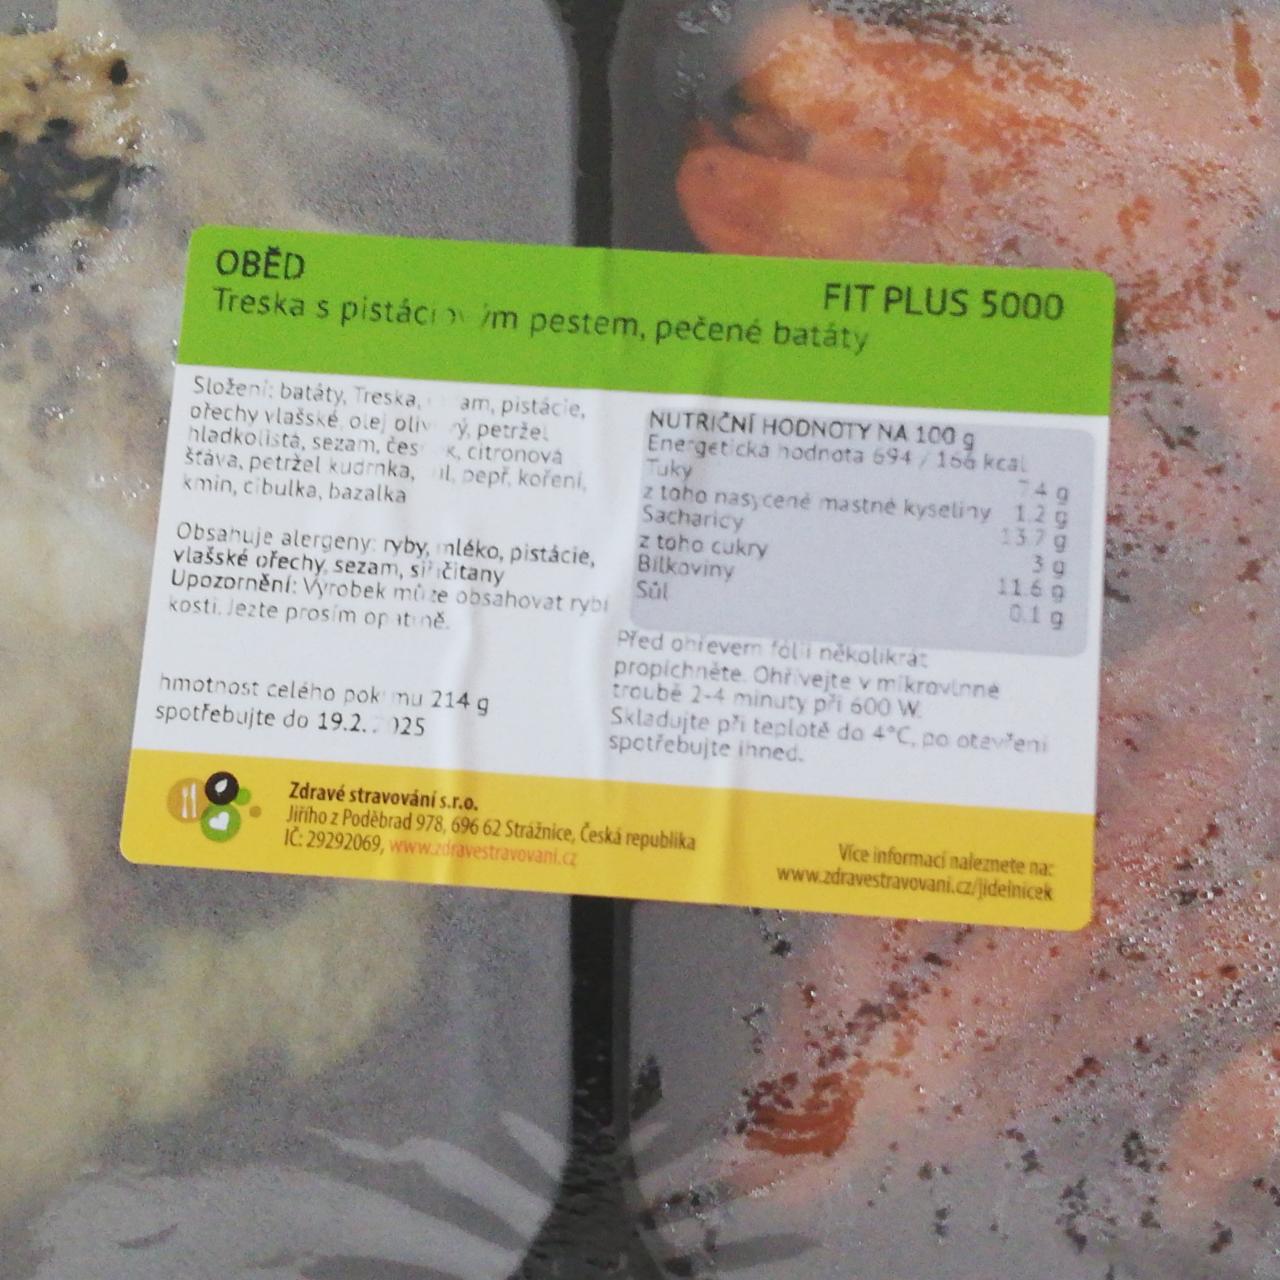 OBĚD
FIT PLUS 5000
Treska s pestem, pečené batáty
Složení: batáty, Treska, pistácie,
ořechy vlašské, olej petržel
hladkolistá, sezam, citronová
šťáva, petržel kudrnka, pepř, koření,
kmín, cibulka, bazalka
Obsahuje alergeny: ryby, mléko, pistácie,
vlašské ořechy, sezam, siřičitany
Upozornění: Výrobek může obsahovat rybí
kosti. Jezte prosím opatrně.
hmotnost celého pokrmu 214 g
spotřebujte do 19.2.
NUTRIČNÍ HODNOTY NA 100 g
Energetická hodnota 694 / 166 kcal
Tuky 7.4 g
z toho nasycené mastné kyseliny 1.2 g
Sacharidy 13.7 g
z toho cukry 3 g
Bílkoviny 11.6 g
Sůl 0.1 g
Před ohřevem fólii několikrát
propíchněte. Ohřívejte v mikrovlnné
troubě 2-4 minuty při 600 W.
Skladujte při teplotě do 4°C, po otevření
spotřebujte ihned.
Zdravé stravování s.r.o.
Jiřího z Poděbrad 978, 696 62 Strážnice, Česká republika
IČ: 29292069, www.zdravestravovani.cz
Více informací naleznete na:
www.zdravestravovani.cz/jidelnicek